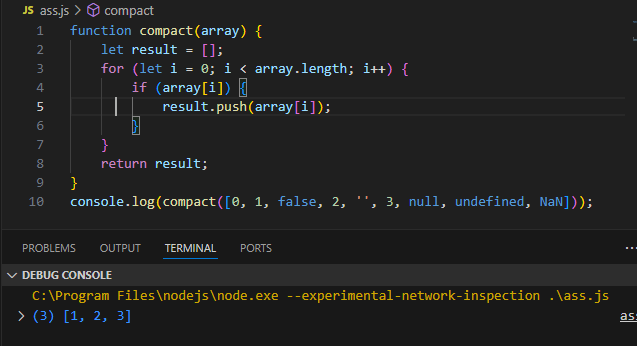 JS ass.js > compact
1 function compact(array) {
2     let result = [];
3     for (let i = 0; i < array.length; i++) {
4         if (array[i]) {
5             result.push(array[i]);
6         }
7     }
8     return result;
9 }
10 console.log(compact([0, 1, false, 2, '', 3, null, undefined, NaN]));
PROBLEMS OUTPUT TERMINAL PORTS ...
DEBUG CONSOLE
C:\Program Files\nodejs\node.exe --experimental-network-inspection .\ass.js
> (3) [1, 2, 3] as